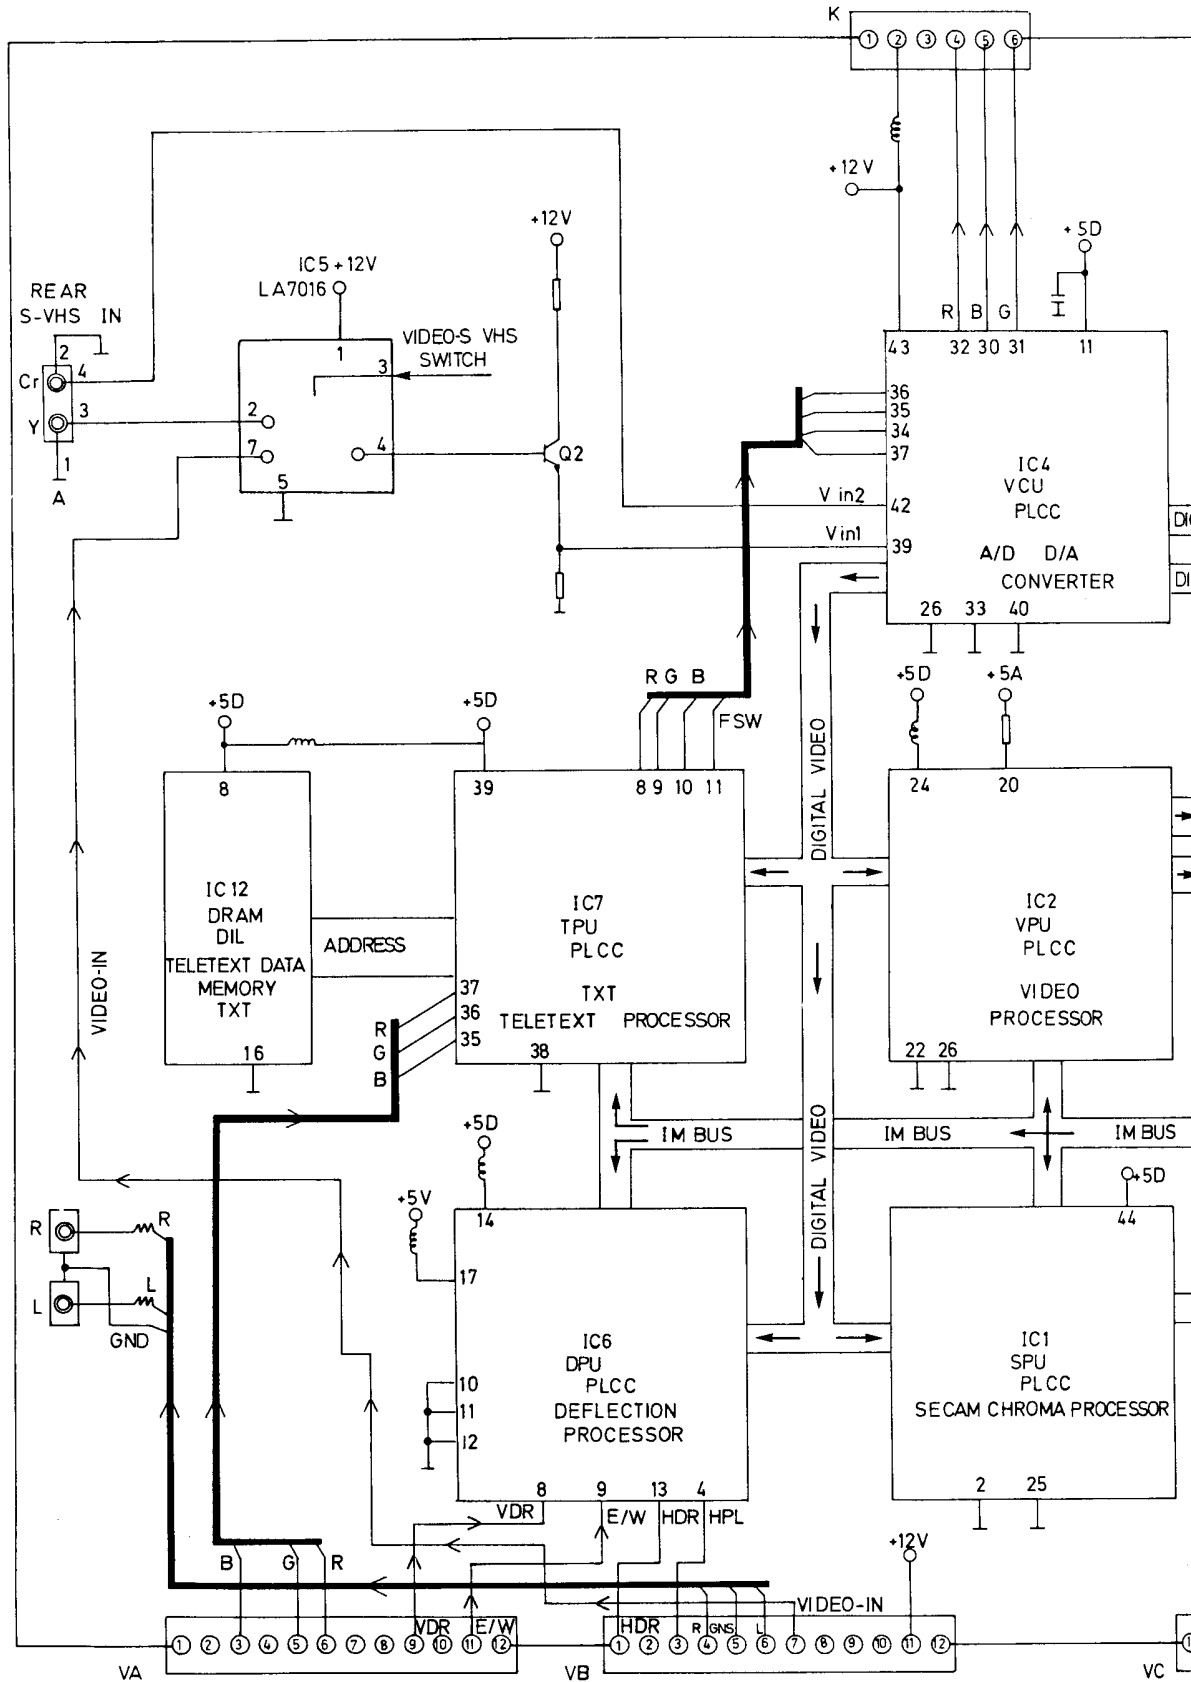 K
1 2 3 4 5 6
+12V
+5D
+12V
IC5 +12V
LA7016
REAR
S-VHS IN
2
4
Cr
3
Y
1
A
1
VIDEO-S VHS
SWITCH
3
2
7
4
5
Q2
R B G
43 32 30 31 11
36
35
34
37
IC4
VCU
PLCC
V in2
42
Vin1
39
A/D D/A
CONVERTER
26 33 40
DI
+5D +5A
R G B
FSW
+5D
+5D
8
39
8 9 10 11
24 20
DIGITAL VIDEO
IC12
DRAM
DIL
TELETEXT DATA
MEMORY
TXT
16
ADDRESS
IC7
TPU
PLCC
TXT
TELETEXT PROCESSOR
37
36
35
38
R
G
B
IC2
VPU
PLCC
VIDEO
PROCESSOR
22 26
VIDEO-IN
IM BUS
IM BUS
IM BUS
DIGITAL VIDEO
+5D
+5V
14
17
+5D
44
R R
L L
GND
IC6
DPU
PLCC
DEFLECTION
PROCESSOR
10
11
12
IC1
SPU
PLCC
SECAM CHROMA PROCESSOR
2 25
8 9 13 4
VDR E/W HDR HPL
+12V
B G R
VIDEO-IN
VDR E/W
HDR R GNS L
1 2 3 4 5 6 7 8 9 10 11 12
1 2 3 4 5 6 7 8 9 10 11 12
VA
VB
VC